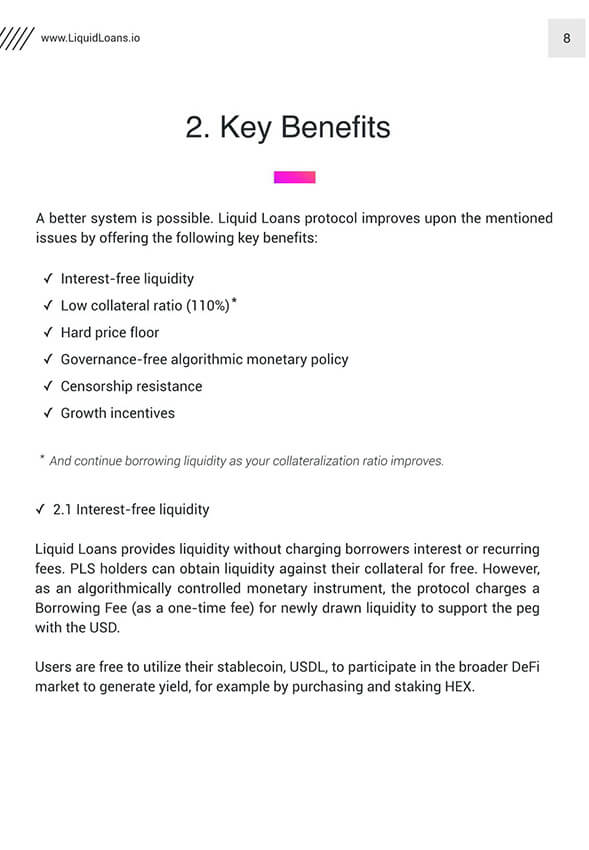 www.LiquidLoans.io
8
2. Key Benefits
A better system is possible. Liquid Loans protocol improves upon the mentioned
issues by offering the following key benefits:
✓ Interest-free liquidity
✓ Low collateral ratio (110%)*
✓ Hard price floor
✓ Governance-free algorithmic monetary policy
✓ Censorship resistance
✓ Growth incentives
* And continue borrowing liquidity as your collateralization ratio improves.
✓ 2.1 Interest-free liquidity
Liquid Loans provides liquidity without charging borrowers interest or recurring
fees. PLS holders can obtain liquidity against their collateral for free. However,
as an algorithmically controlled monetary instrument, the protocol charges a
Borrowing Fee (as a one-time fee) for newly drawn liquidity to support the peg
with the USD.
Users are free to utilize their stablecoin, USDL, to participate in the broader DeFi
market to generate yield, for example by purchasing and staking HEX.